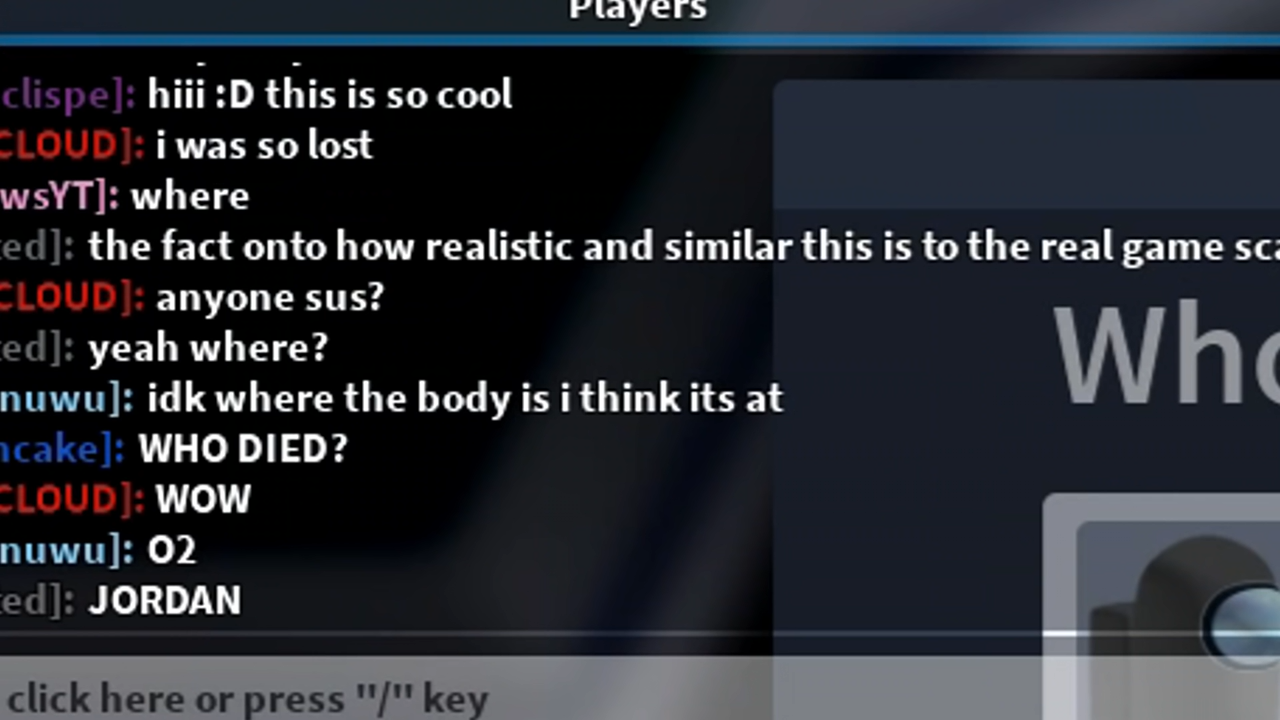 Players
clispe]: hiii :D this is so cool
CLOUD]: i was so lost
wsYT]: where
ed]: the fact onto how realistic and similar this is to the real game sca
CLOUD]: anyone sus?
ed]: yeah where?
nuwu]: idk where the body is i think its at
ncake]: WHO DIED?
CLOUD]: WOW
nuwu]: O2
ed]: JORDAN
Who
click here or press "/" key